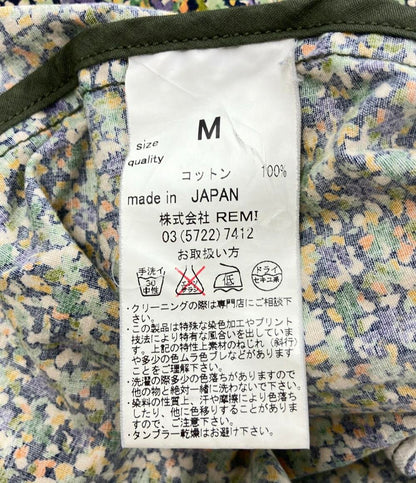 M
size
quality
コットン 100%
made in JAPAN
株式会社 REM!
03(5722)7412
お取扱い方
手洗イ 30 中性 エンソサラシ 低 ドライ セキユ系
・クリーニングの際は専門店にご相談下さい。
・この製品は特殊な染色加工やプリント
技法により特有な風合いを出していま
す。上記の特性上素材のねじれ（斜行）
や多少の色ムラ色ブレなどがあります
ことをご理解下さい。
・洗濯の際多少の色落ちがありますので
他の物と絶対一緒に洗わないで下さい。
・染料の性質上、汗や摩擦により色落ち
したり、他に色移りすることがありま
すので、ご注意下さい。
・タンブラー乾燥はお避け下さい。